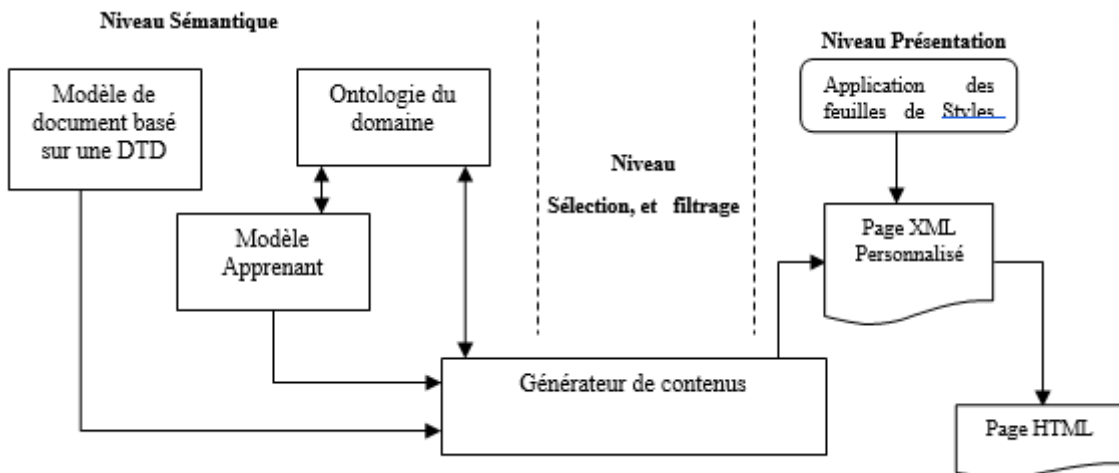 Niveau Sémantique
Modèle de
document basé
sur une DTD
Ontologie du
domaine
Modèle
Apprenant
Niveau
Sélection, et filtrage
Générateur de contenus
Niveau Présentation
Application des
feuilles de Styles
Page XML
Personnalisé
Page HTML